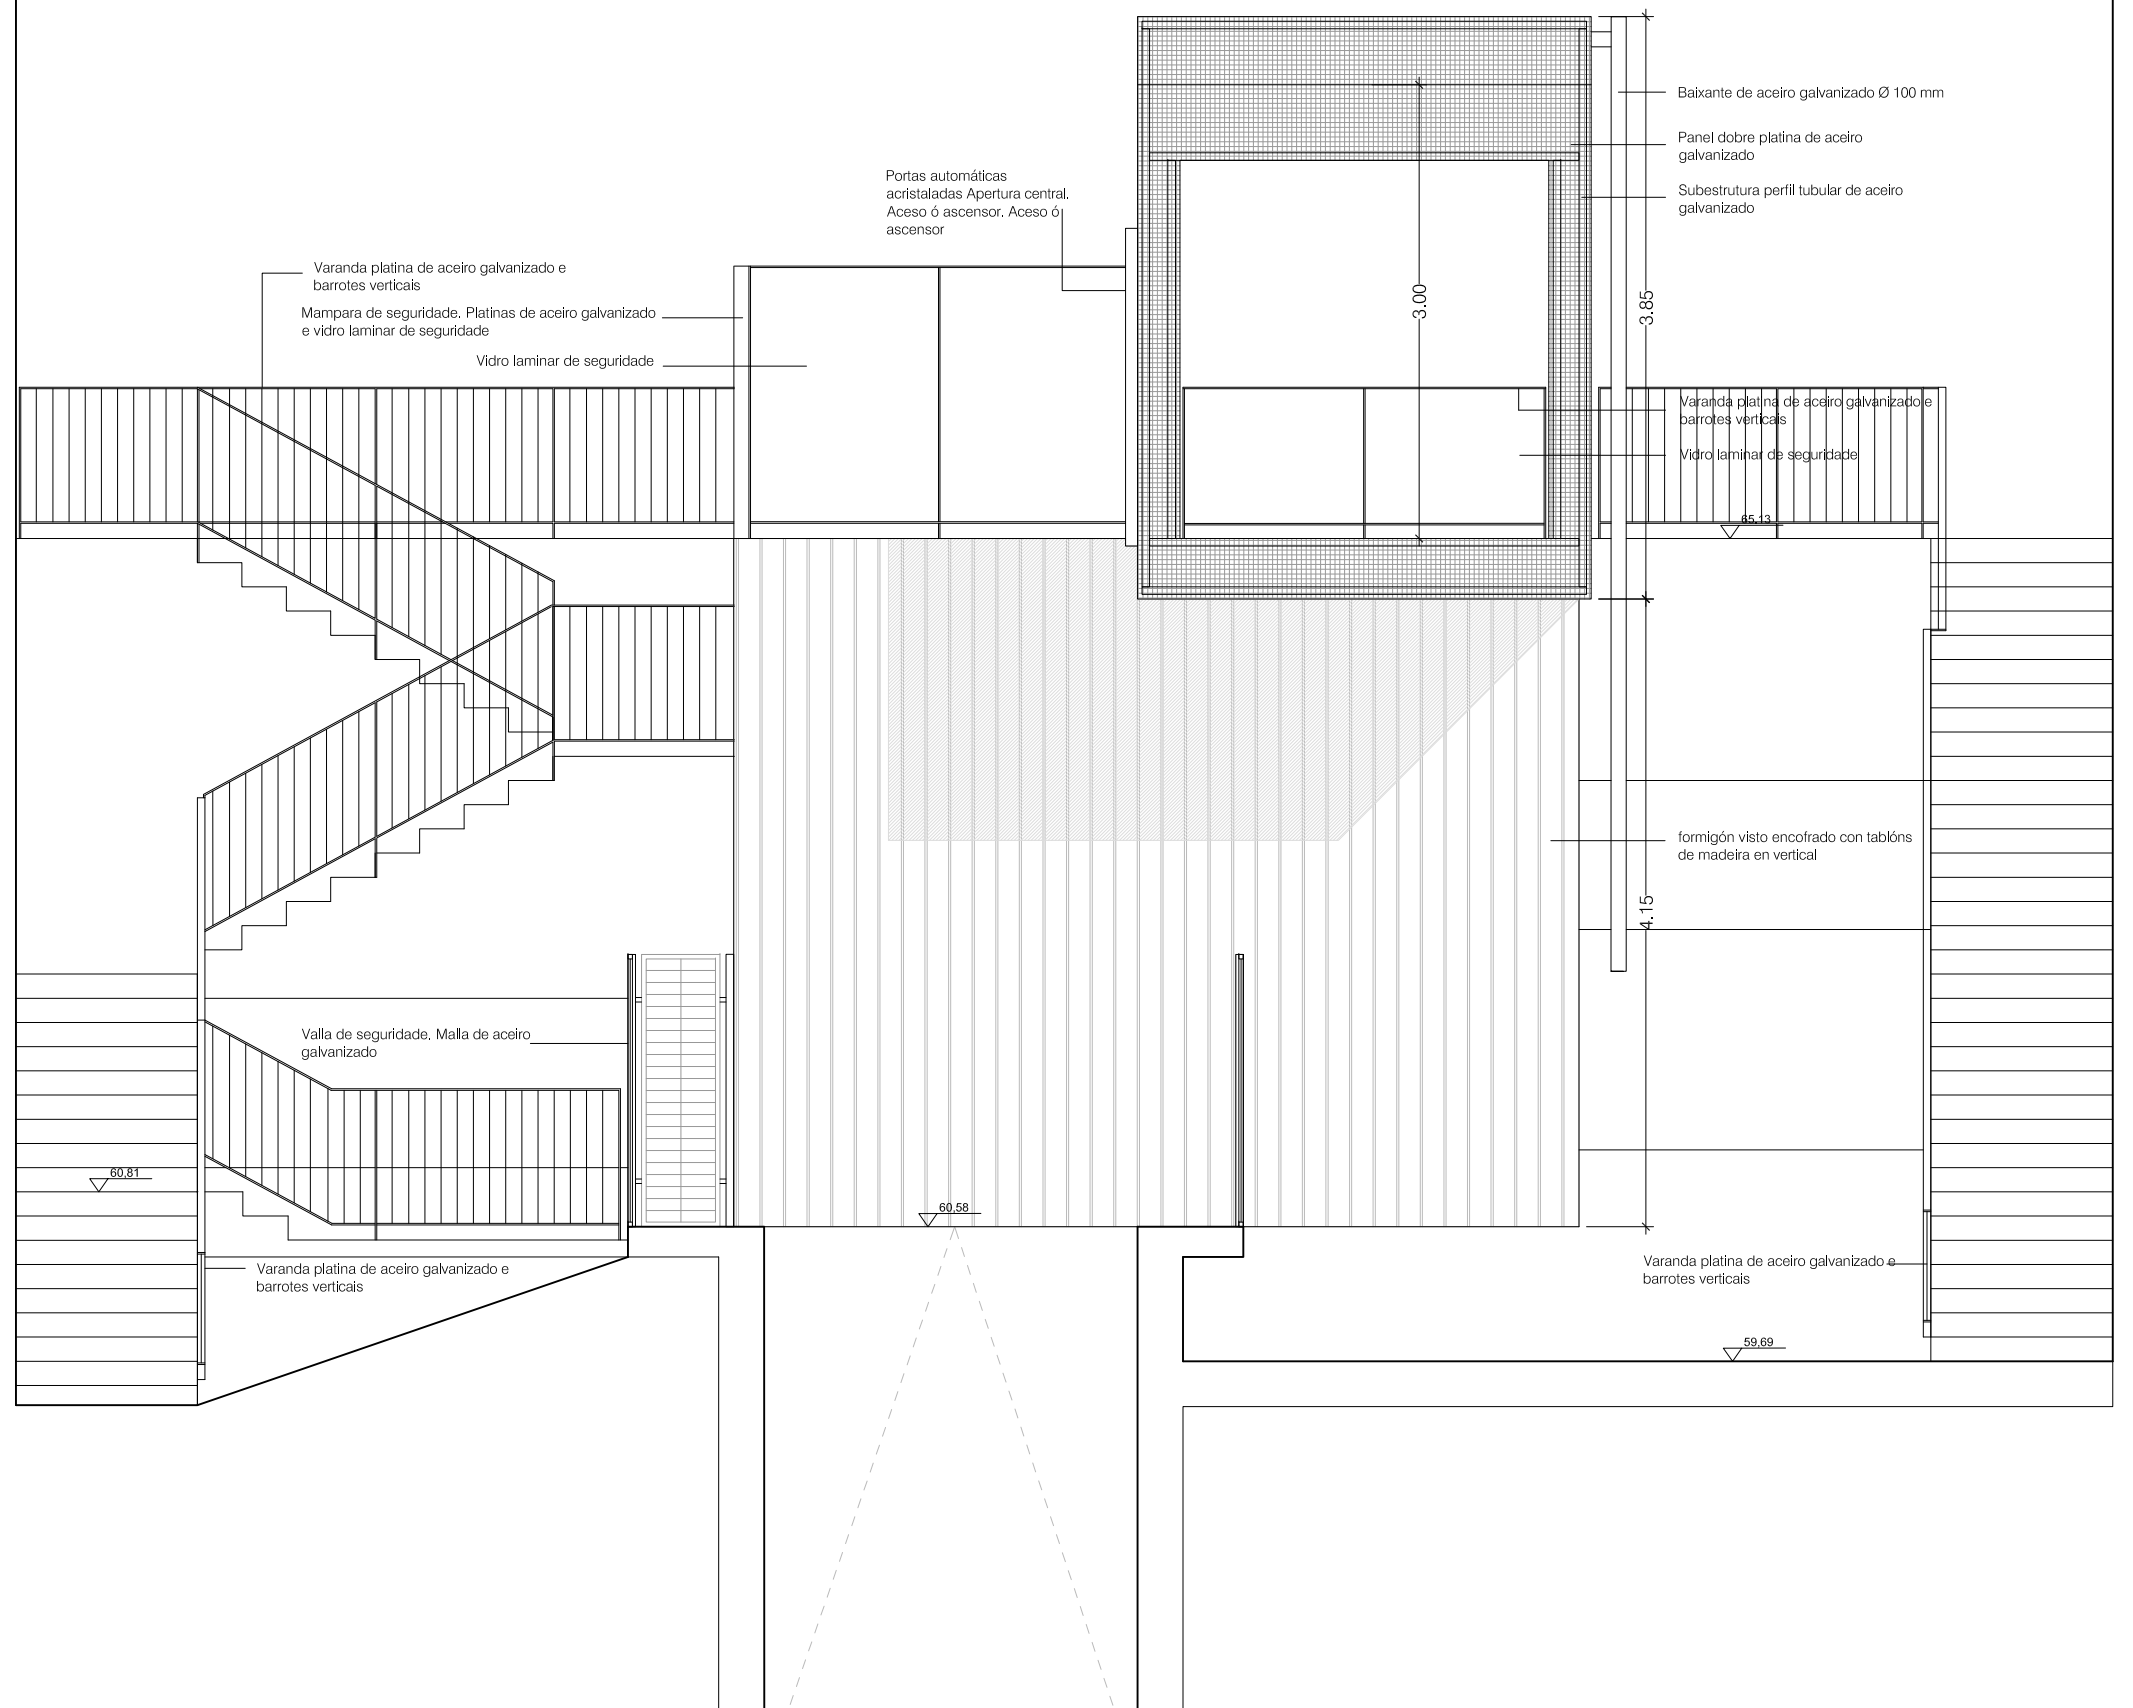 Baixante de aceiro galvanizado Ø 100 mm
Panel dobre platina de aceiro
galvanizado
Subestrutura perfil tubular de aceiro
galvanizado
Portas automáticas
acristaladas Apertura central.
Aceso ó ascensor. Aceso ó
ascensor
Varanda platina de aceiro galvanizado e
barrotes verticais
Mampara de seguridade. Platinas de aceiro galvanizado
e vidro laminar de seguridade
Vidro laminar de seguridade
3.00
3.85
Varanda platina de aceiro galvanizado e
barrotes verticais
Vidro laminar de seguridade
65,13
formigón visto encofrado con tablóns
de madeira en vertical
4.15
Valla de seguridade. Malla de aceiro
galvanizado
60,81
60,58
Varanda platina de aceiro galvanizado e
barrotes verticais
Varanda platina de aceiro galvanizado e
barrotes verticais
59,69